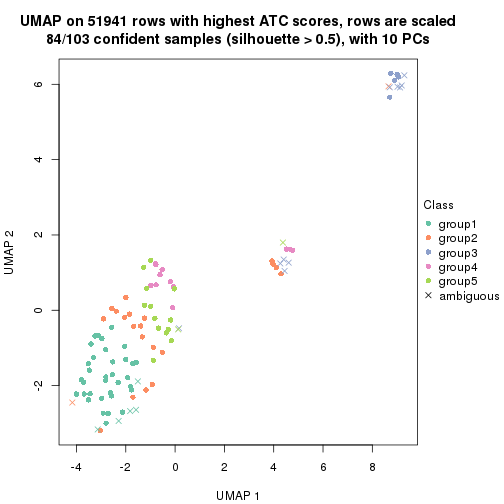 UMAP on 51941 rows with highest ATC scores, rows are scaled
84/103 confident samples (silhouette > 0.5), with 10 PCs
UMAP 2
6
4
2
0
-2
-4
-2
0
2
4
6
8
UMAP 1
Class
group1
group2
group3
group4
group5
ambiguous